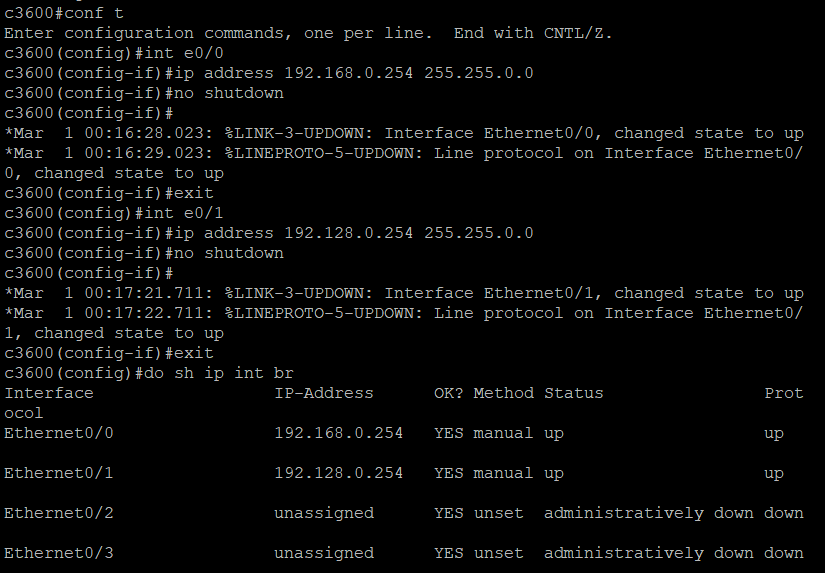 c3600#conf t
Enter configuration commands, one per line.  End with CNTL/Z.
c3600(config)#int e0/0
c3600(config-if)#ip address 192.168.0.254 255.255.0.0
c3600(config-if)#no shutdown
c3600(config-if)#
*Mar  1 00:16:28.023: %LINK-3-UPDOWN: Interface Ethernet0/0, changed state to up
*Mar  1 00:16:29.023: %LINEPROTO-5-UPDOWN: Line protocol on Interface Ethernet0/
0, changed state to up
c3600(config-if)#exit
c3600(config)#int e0/1
c3600(config-if)#ip address 192.128.0.254 255.255.0.0
c3600(config-if)#no shutdown
c3600(config-if)#
*Mar  1 00:17:21.711: %LINK-3-UPDOWN: Interface Ethernet0/1, changed state to up
*Mar  1 00:17:22.711: %LINEPROTO-5-UPDOWN: Line protocol on Interface Ethernet0/
1, changed state to up
c3600(config-if)#exit
c3600(config)#do sh ip int br
Interface                  IP-Address      OK? Method Status                Prot
ocol
Ethernet0/0                192.168.0.254   YES manual up                    up
Ethernet0/1                192.128.0.254   YES manual up                    up
Ethernet0/2                unassigned      YES unset  administratively down down
Ethernet0/3                unassigned      YES unset  administratively down down